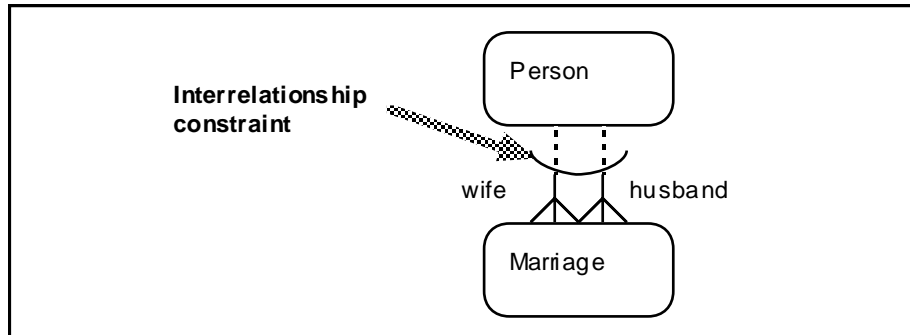 Person
Interrelationship
constraint
wife
husband
Marriage